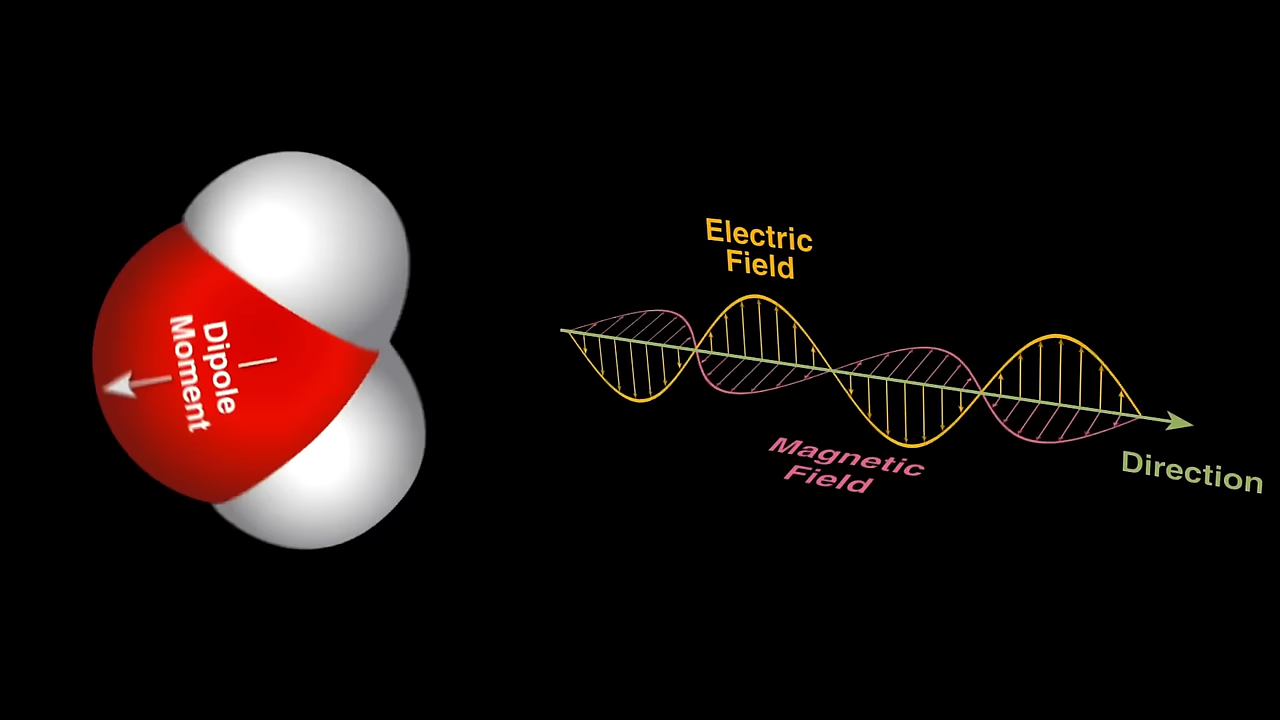 Dipole
Moment
Electric
Field
Magnetic
Field
Direction